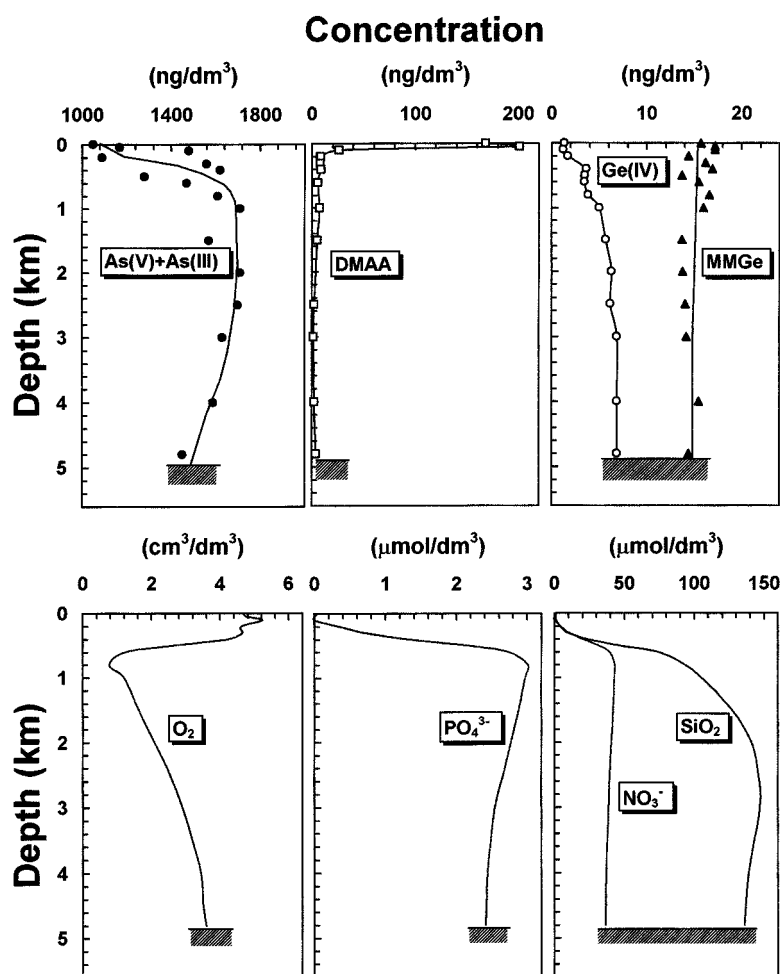 Concentration
(ng/dm³) (ng/dm³) (ng/dm³)
1000 1400 1800 0 100 200 10 20
0
1
2
3
4
5
Depth (km)
As(V)+As(III)
DMAA
Ge(IV)
MMGe
(cm³/dm³) (μmol/dm³) (μmol/dm³)
0 2 4 6 0 2 3 0 50 100 150
0
1
2
3
4
5
Depth (km)
O₂
PO₄³⁻
SiO₂
NO₃⁻